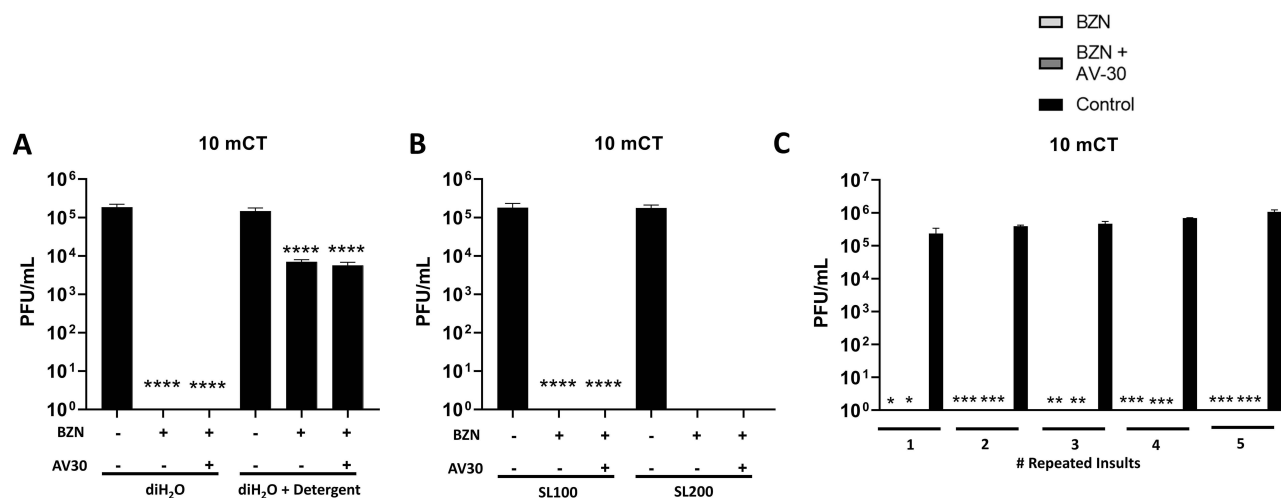 BZN
BZN +
AV-30
Control
A
10 mCT
PFU/mL
10⁶
10⁵
10⁴
10³
10²
10¹
10⁰
**** ****
**** ****
BZN - + + - + +
AV30 - - + - - +
diH₂O diH₂O + Detergent
B
10 mCT
PFU/mL
10⁶
10⁵
10⁴
10³
10²
10¹
10⁰
**** ****
BZN - + + - + +
AV30 - - + - - +
SL100 SL200
C
10 mCT
PFU/mL
10⁷
10⁶
10⁵
10⁴
10³
10²
10¹
10⁰
* * *** *** ** ** *** *** *** ***
1 2 3 4 5
# Repeated Insults